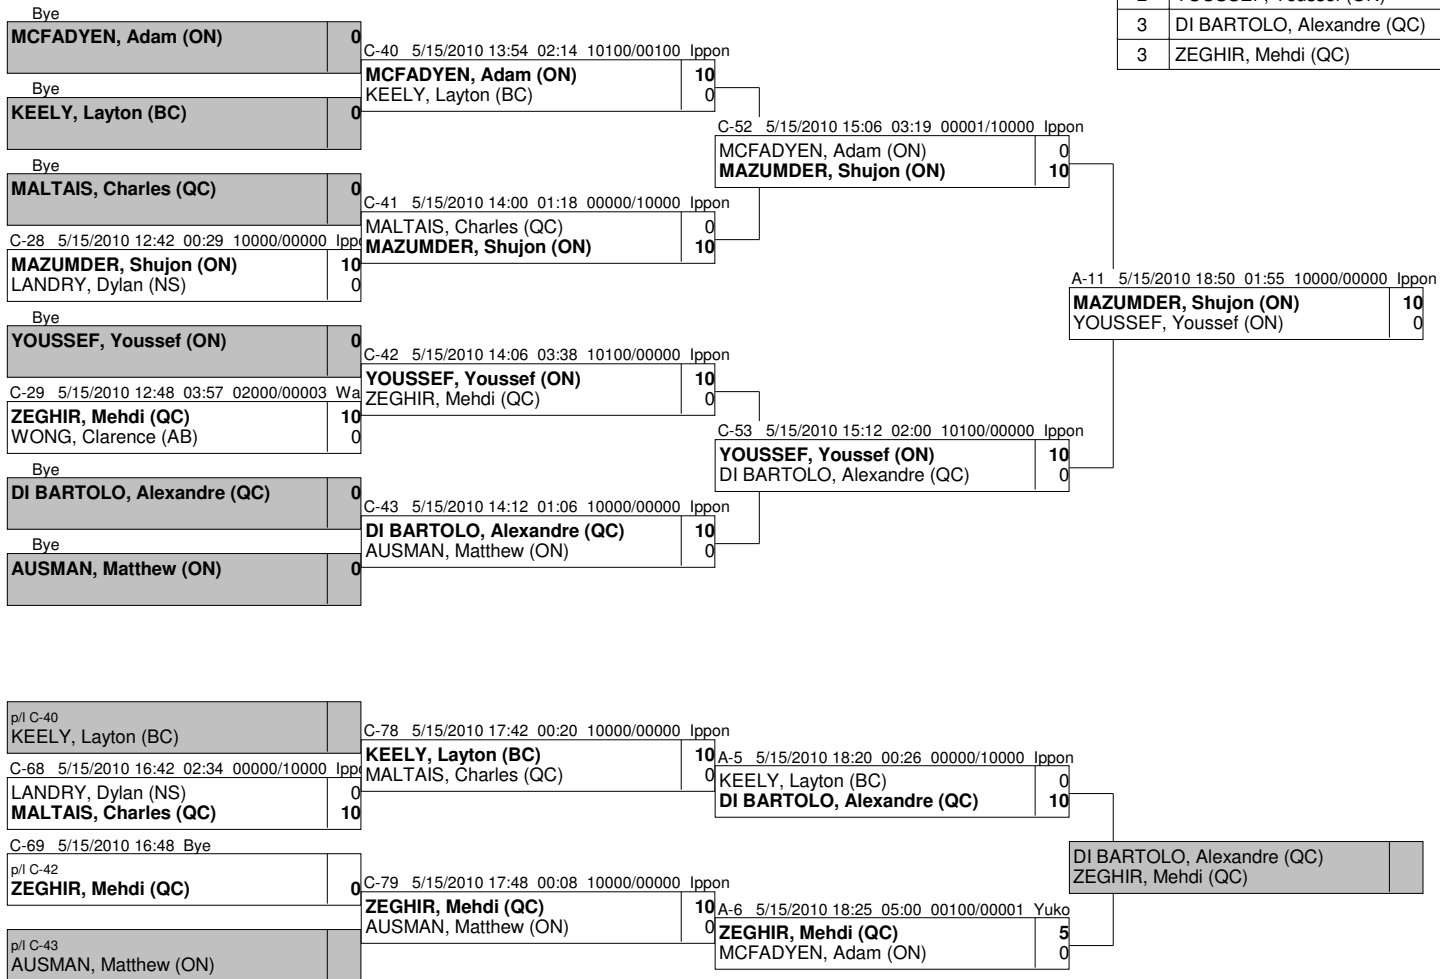 2 YOUSSEF, Youssef (ON)
3 DI BARTOLO, Alexandre (QC)
3 ZEGHIR, Mehdi (QC)
Bye
MCFADYEN, Adam (ON) 0
Bye
KEELY, Layton (BC) 0
Bye
MALTAIS, Charles (QC) 0
C-28 5/15/2010 12:42 00:29 10000/00000 Ippo
MAZUMDER, Shujon (ON) 10
LANDRY, Dylan (NS) 0
Bye
YOUSSEF, Youssef (ON) 0
C-29 5/15/2010 12:48 03:57 02000/00003 Wa
ZEGHIR, Mehdi (QC) 10
WONG, Clarence (AB) 0
Bye
DI BARTOLO, Alexandre (QC) 0
Bye
AUSMAN, Matthew (ON) 0
C-40 5/15/2010 13:54 02:14 10100/00100 Ippon
MCFADYEN, Adam (ON) 10
KEELY, Layton (BC) 0
C-41 5/15/2010 14:00 01:18 00000/10000 Ippon
MALTAIS, Charles (QC) 0
MAZUMDER, Shujon (ON) 10
C-42 5/15/2010 14:06 03:38 10100/00000 Ippon
YOUSSEF, Youssef (ON) 10
ZEGHIR, Mehdi (QC) 0
C-43 5/15/2010 14:12 01:06 10000/00000 Ippon
DI BARTOLO, Alexandre (QC) 10
AUSMAN, Matthew (ON) 0
C-52 5/15/2010 15:06 03:19 00001/10000 Ippon
MCFADYEN, Adam (ON) 0
MAZUMDER, Shujon (ON) 10
C-53 5/15/2010 15:12 02:00 10100/00000 Ippon
YOUSSEF, Youssef (ON) 10
DI BARTOLO, Alexandre (QC) 0
A-11 5/15/2010 18:50 01:55 10000/00000 Ippon
MAZUMDER, Shujon (ON) 10
YOUSSEF, Youssef (ON) 0
p/l C-40
KEELY, Layton (BC)
C-68 5/15/2010 16:42 02:34 00000/10000 Ippo
LANDRY, Dylan (NS) 0
MALTAIS, Charles (QC) 10
C-69 5/15/2010 16:48 Bye
p/l C-42
ZEGHIR, Mehdi (QC) 0
p/l C-43
AUSMAN, Matthew (ON)
C-78 5/15/2010 17:42 00:20 10000/00000 Ippon
KEELY, Layton (BC) 10
MALTAIS, Charles (QC) 0
C-79 5/15/2010 17:48 00:08 10000/00000 Ippon
ZEGHIR, Mehdi (QC) 10
AUSMAN, Matthew (ON) 0
A-5 5/15/2010 18:20 00:26 00000/10000 Ippon
KEELY, Layton (BC) 0
DI BARTOLO, Alexandre (QC) 10
A-6 5/15/2010 18:25 05:00 00100/00001 Yuko
ZEGHIR, Mehdi (QC) 5
MCFADYEN, Adam (ON) 0
DI BARTOLO, Alexandre (QC)
ZEGHIR, Mehdi (QC)